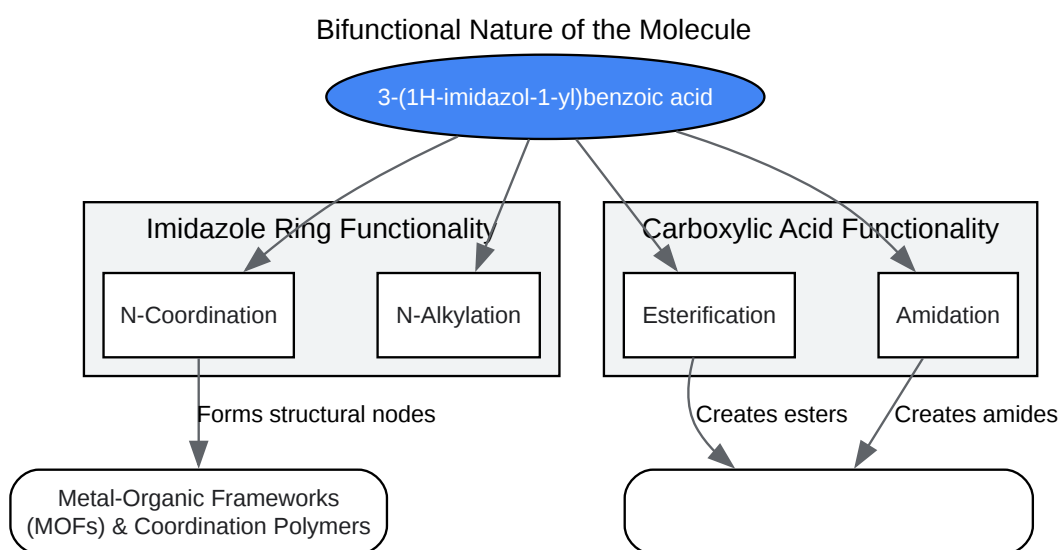 Bifunctional Nature of the Molecule
3-(1H-imidazol-1-yl)benzoic acid
Imidazole Ring Functionality
Carboxylic Acid Functionality
N-Coordination
N-Alkylation
Esterification
Amidation
Forms structural nodes
Creates esters
Creates amides
Metal-Organic Frameworks
(MOFs) & Coordination Polymers